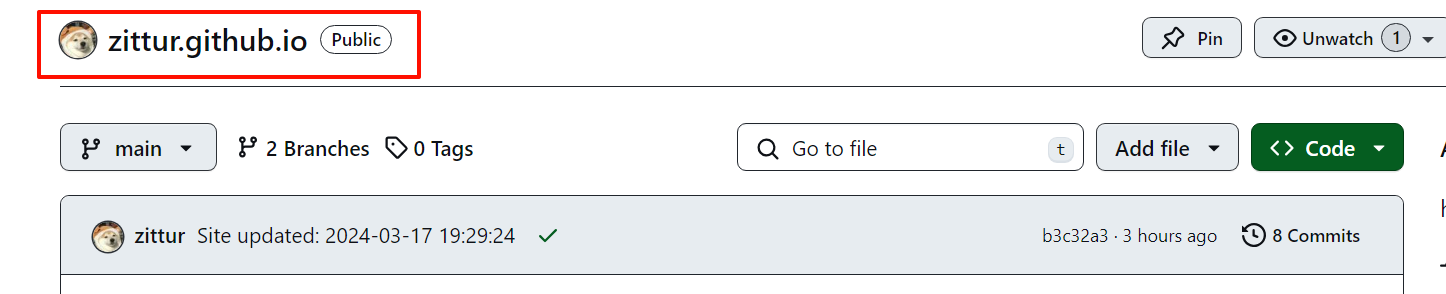 zittur.github.io Public
Pin Unwatch 1
main 2 Branches 0 Tags Go to file t Add file Code
zittur Site updated: 2024-03-17 19:29:24 b3c32a3 · 3 hours ago 8 Commits